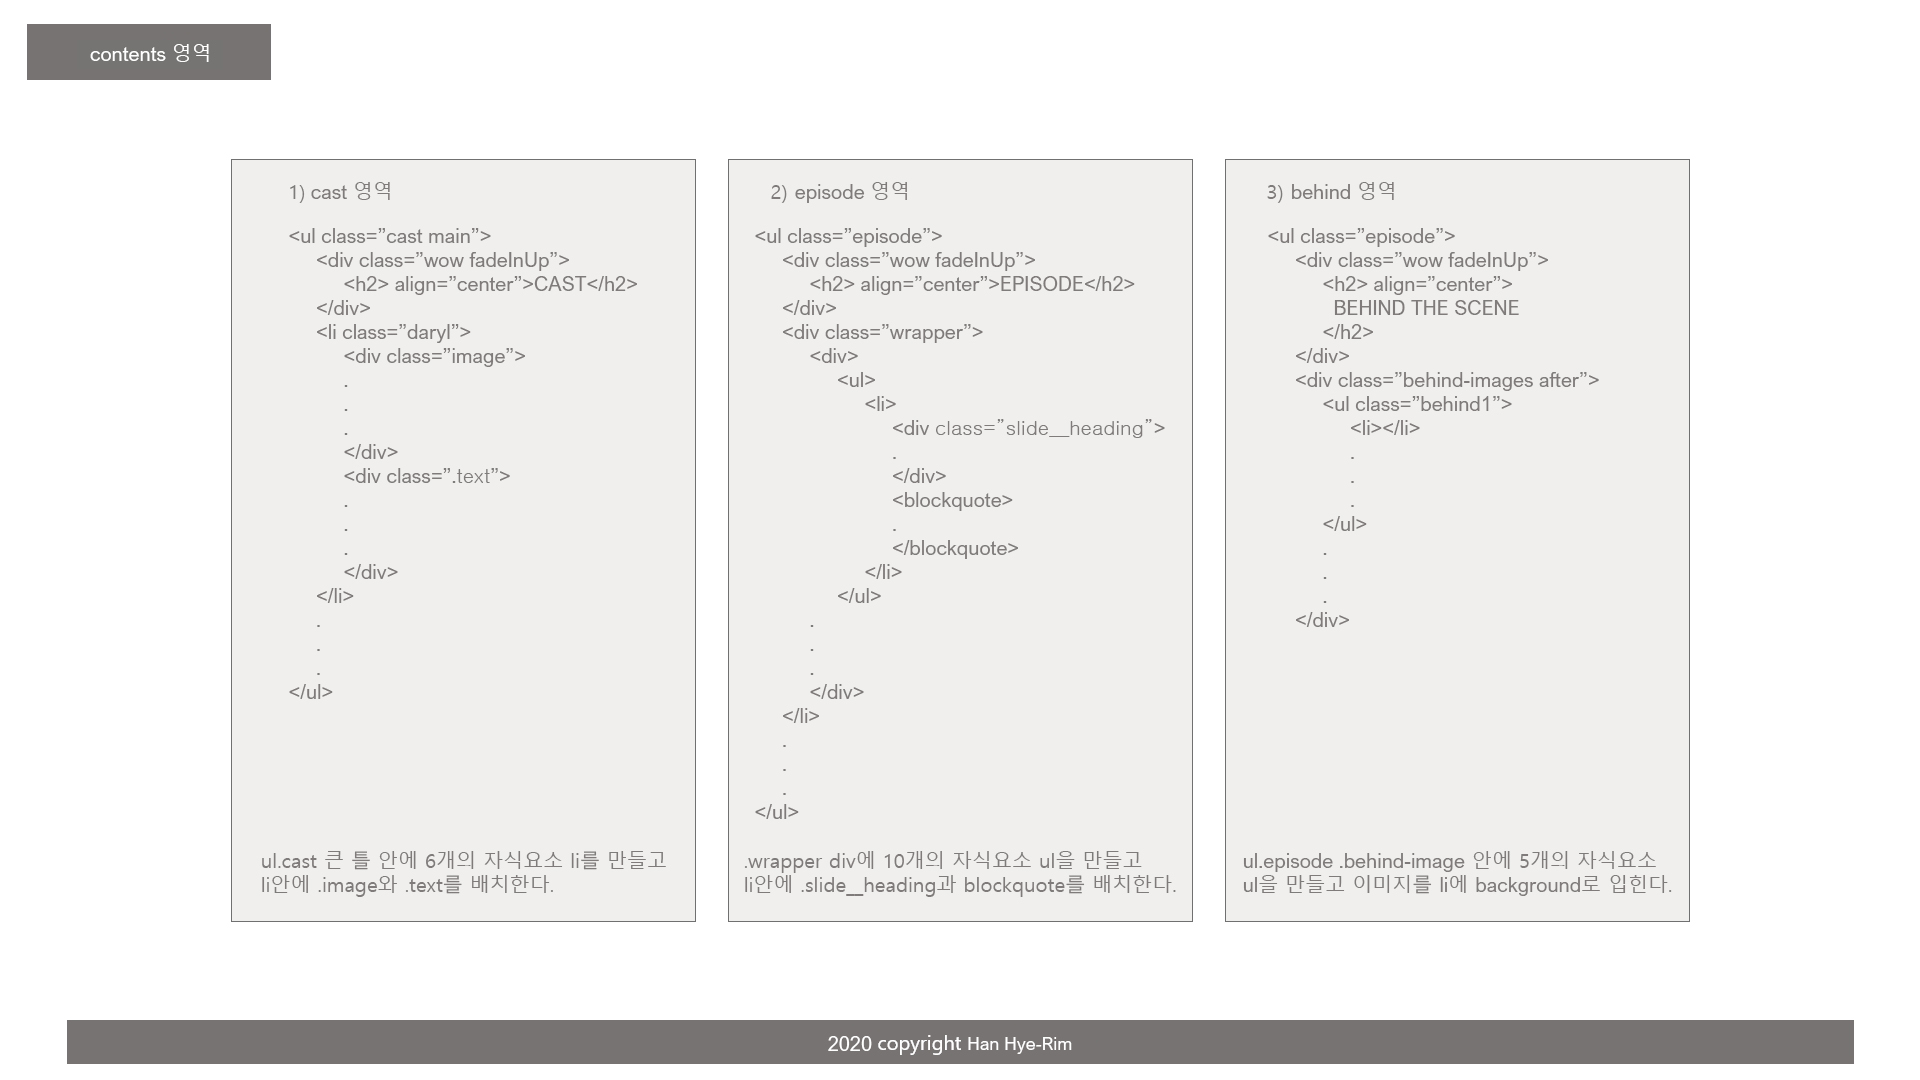 contents 영역
1) cast 영역
<ul class=”cast main”>
<div class=”wow fadeInUp”>
<h2> align=”center”>CAST</h2>
</div>
<li class=”daryl”>
<div class=”image”>
.
.
.
</div>
<div class=”.text”>
.
.
.
</div>
</li>
.
.
.
</ul>
ul.cast 큰 틀 안에 6개의 자식요소 li를 만들고
li안에 .image와 .text를 배치한다.
2) episode 영역
<ul class=”episode”>
<div class=”wow fadeInUp”>
<h2> align=”center”>EPISODE</h2>
</div>
<div class=”wrapper”>
<div>
<ul>
<li>
<div class=”slide__heading”>
.
</div>
<blockquote>
.
</blockquote>
</li>
</ul>
.
.
.
</div>
</li>
.
.
.
</ul>
.wrapper div에 10개의 자식요소 ul을 만들고
li안에 .slide__heading과 blockquote를 배치한다.
3) behind 영역
<ul class=”episode”>
<div class=”wow fadeInUp”>
<h2> align=”center”>
BEHIND THE SCENE
</h2>
</div>
<div class=”behind-images after”>
<ul class=”behind1”>
<li></li>
.
.
.
</ul>
.
.
.
</div>
ul.episode .behind-image 안에 5개의 자식요소
ul을 만들고 이미지를 li에 background로 입힌다.
2020 copyright Han Hye-Rim